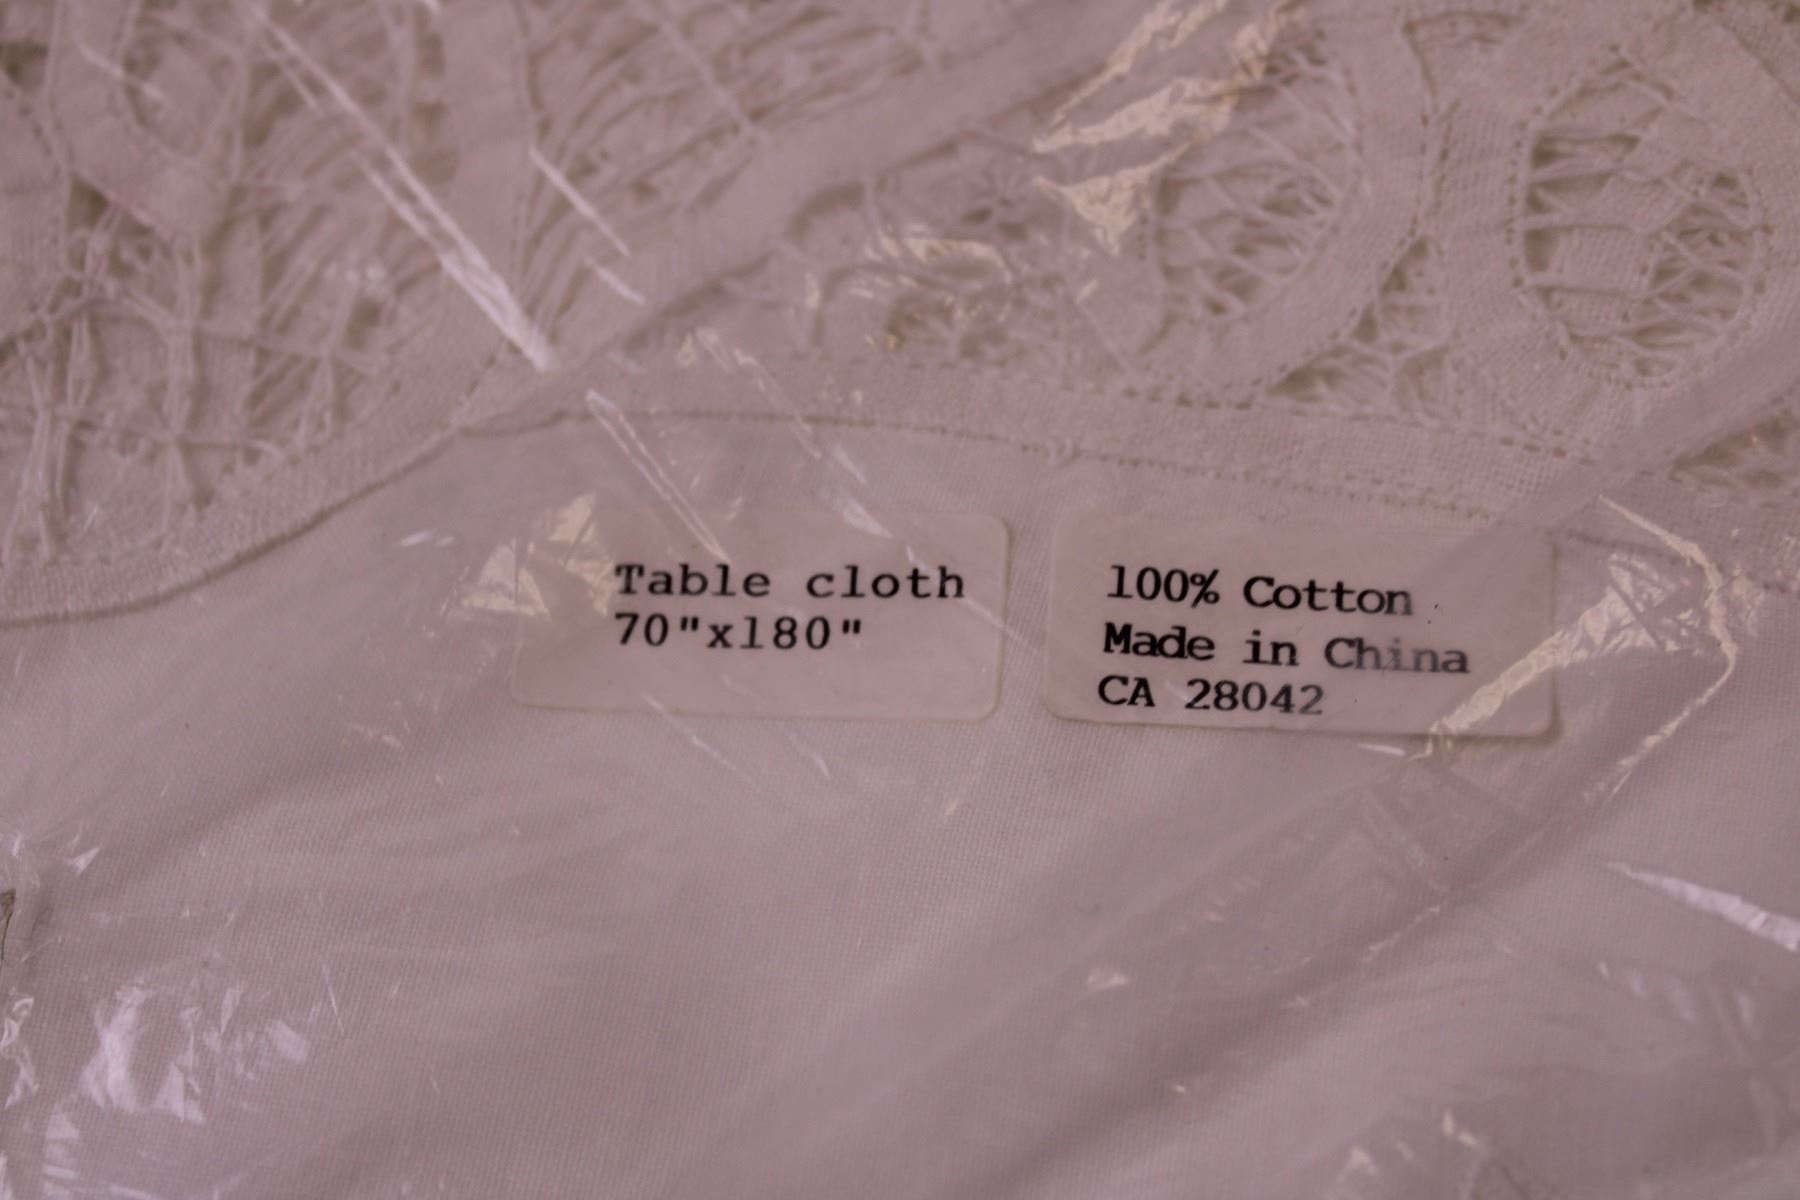 Table cloth
70"x180"
100% Cotton
Made in China
CA 28042